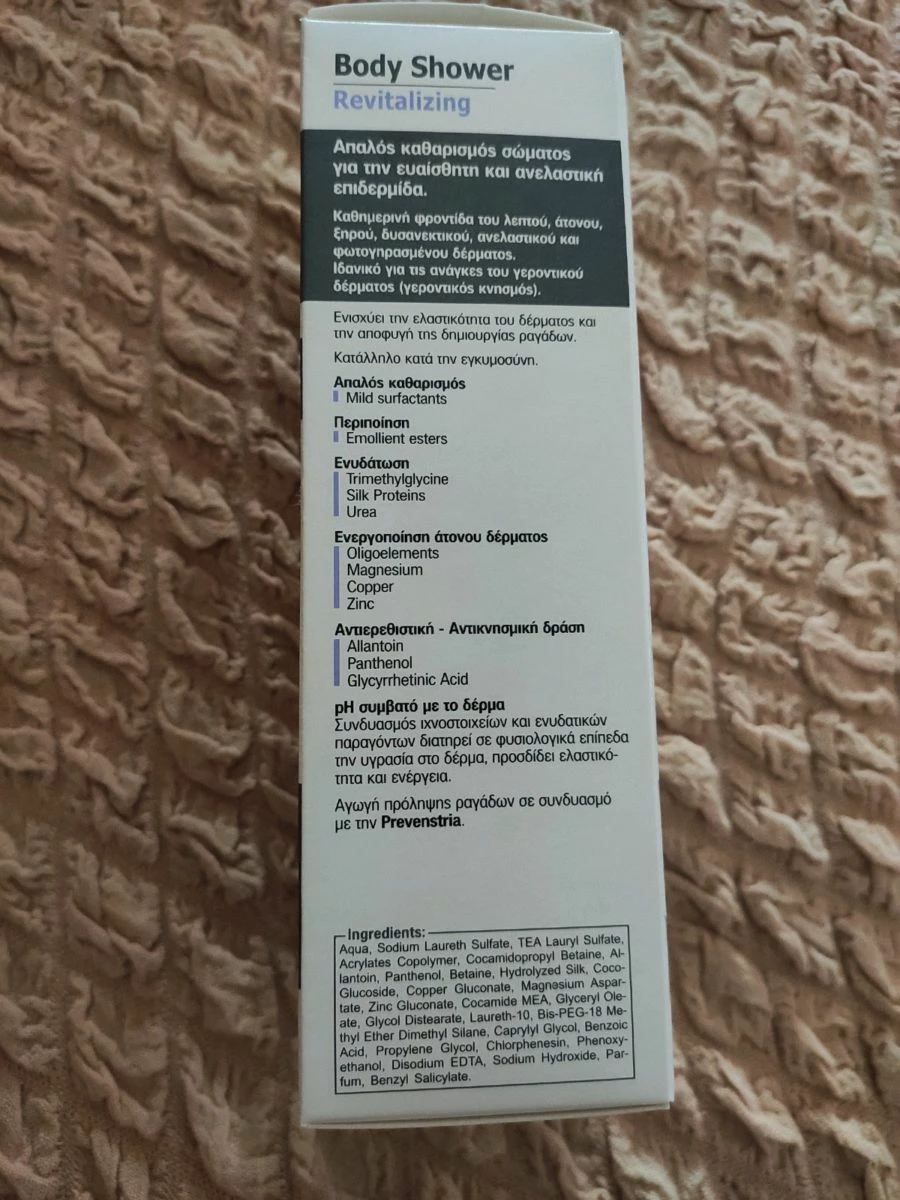 Body Shower
Revitalizing
Απαλός καθαρισμός σώματος
για την ευαίσθητη και ανελαστική
επιδερμίδα.
Καθημερινή φροντίδα του λεπτού, άτονου,
ξηρού, δυσανεκτικού, ανελαστικού και
φωτογηρασμένου δέρματος.
Ιδανικό για τις ανάγκες του γεροντικού
δέρματος (γεροντικός κνησμός).
Ενισχύει την ελαστικότητα του δέρματος και
την αποφυγή της δημιουργίας ραγάδων.
Κατάλληλο κατά την εγκυμοσύνη.
Απαλός καθαρισμός
Mild surfactants
Περιποίηση
Emollient esters
Ενυδάτωση
Trimethylglycine
Silk Proteins
Urea
Ενεργοποίηση άτονου δέρματος
Oligoelements
Magnesium
Copper
Zinc
Αντιερεθιστική - Αντικνησμική δράση
Allantoin
Panthenol
Glycyrrhetinic Acid
pH συμβατό με το δέρμα
Συνδυασμός ιχνοστοιχείων και ενυδατικών
παραγόντων διατηρεί σε φυσιολογικά επίπεδα
την υγρασία στο δέρμα, προσδίδει ελαστικό-
τητα και ενέργεια.
Αγωγή πρόληψης ραγάδων σε συνδυασμό
με την Prevenstria.
Ingredients:
Aqua, Sodium Laureth Sulfate, TEA Lauryl Sulfate,
Acrylates Copolymer, Cocamidopropyl Betaine, Al-
lantoin, Panthenol, Betaine, Hydrolyzed Silk, Coco-
Glucoside, Copper Gluconate, Magnesium Aspar-
tate, Zinc Gluconate, Cocamide MEA, Glyceryl Ole-
ate, Glycol Distearate, Laureth-10, Bis-PEG-18 Me-
thyl Ether Dimethyl Silane, Caprylyl Glycol, Benzoic
Acid, Propylene Glycol, Chlorphenesin, Phenoxy-
ethanol, Disodium EDTA, Sodium Hydroxide, Par-
fum, Benzyl Salicylate.